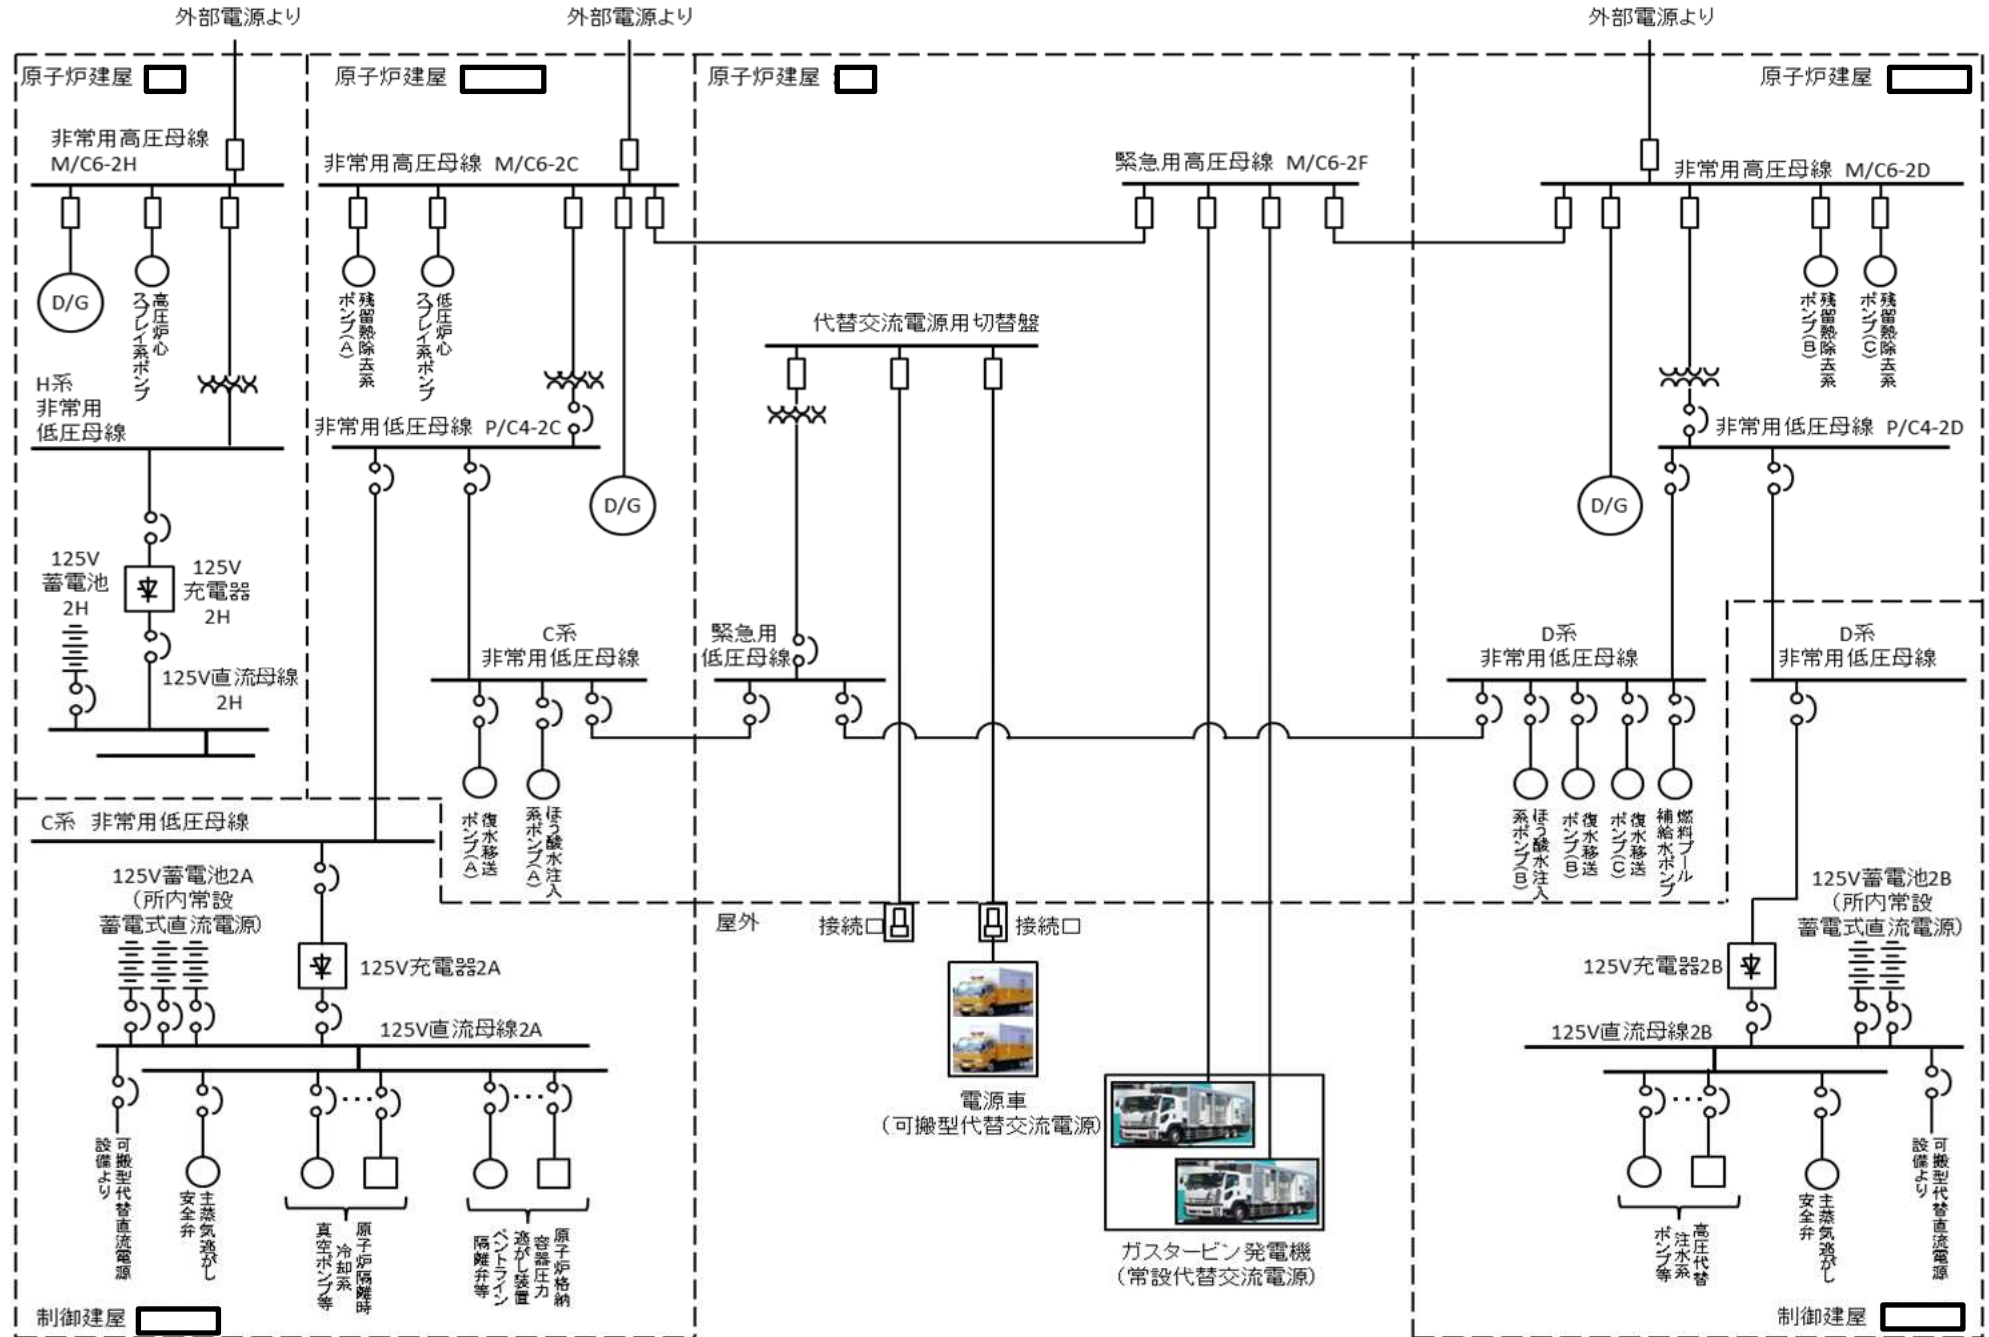 外部電源より
外部電源より
外部電源より
原子炉建屋
原子炉建屋
原子炉建屋
原子炉建屋
非常用高圧母線
M/C6-2H
D/G
高圧炉心
スプレイ系ポンプ
H系
非常用
低圧母線
125V
蓄電池
2H
125V
充電器
2H
125V直流母線
2H
非常用高圧母線 M/C6-2C
残留熱除去系
ポンプ(A)
低圧炉心
スプレイ系ポンプ
非常用低圧母線 P/C4-2C
D/G
C系
非常用低圧母線
復水移送
ポンプ(A)
ほう酸水注入
系ポンプ(A)
緊急用高圧母線 M/C6-2F
代替交流電源用切替盤
緊急用
低圧母線
非常用高圧母線 M/C6-2D
残留熱除去系
ポンプ(B)
残留熱除去系
ポンプ(C)
非常用低圧母線 P/C4-2D
D/G
D系
非常用低圧母線
D系
非常用低圧母線
ほう酸水注入
系ポンプ(B)
復水移送
ポンプ(B)
復水移送
ポンプ(C)
燃料プール
補給水ポンプ
C系 非常用低圧母線
125V蓄電池2A
(所内常設
蓄電式直流電源)
125V充電器2A
125V直流母線2A
可搬型代替直流電源
設備より
主蒸気逃がし
安全弁
原子炉隔離時
冷却系
真空ポンプ等
原子炉格納
容器圧力
逃がし装置
ベントライン
隔離弁等
制御建屋
屋外
接続口
接続口
電源車
(可搬型代替交流電源)
ガスタービン発電機
(常設代替交流電源)
125V蓄電池2B
(所内常設
蓄電式直流電源)
125V充電器2B
125V直流母線2B
高圧代替
注水系
ポンプ等
主蒸気逃がし
安全弁
可搬型代替直流電源
設備より
制御建屋